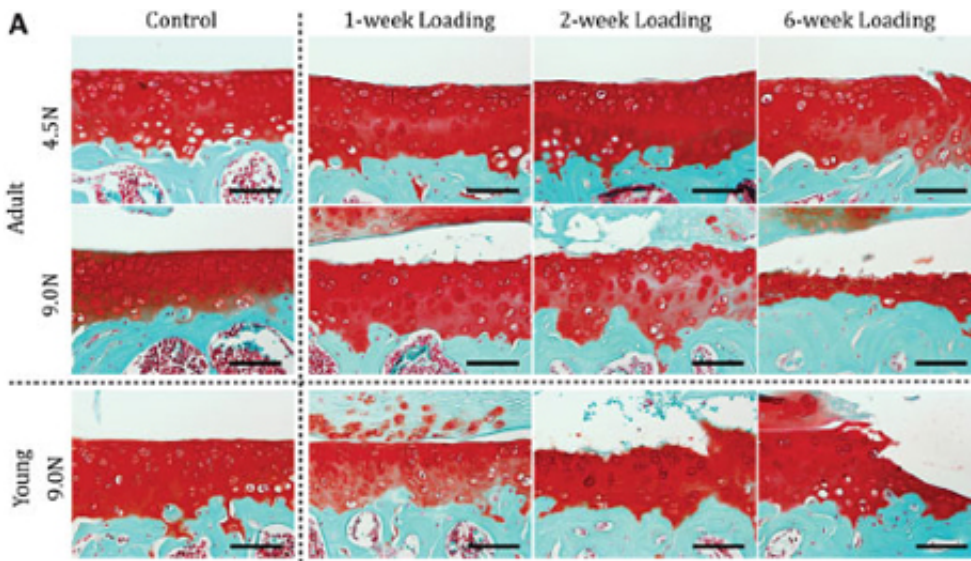 A
Control 1-week Loading 2-week Loading 6-week Loading
Adult
4.5N
9.0N
Young
9.0N